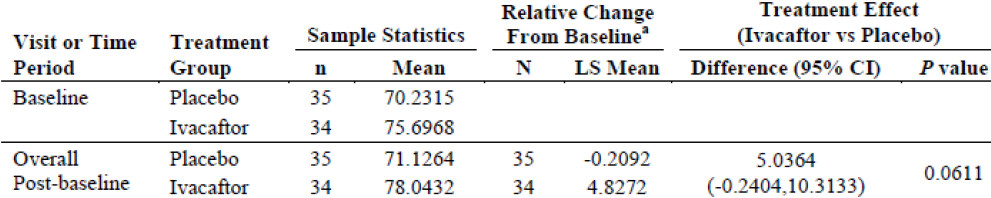 Relative Change Treatment Effect
Visit or Time Treatment Sample Statistics From Baselineᵃ (Ivacaftor vs Placebo)
Period Group n Mean N LS Mean Difference (95% CI) P value
Baseline Placebo 35 70.2315
Ivacaftor 34 75.6968
Overall Placebo 35 71.1264 35 -0.2092 5.0364 0.0611
Post-baseline Ivacaftor 34 78.0432 34 4.8272 (-0.2404,10.3133)